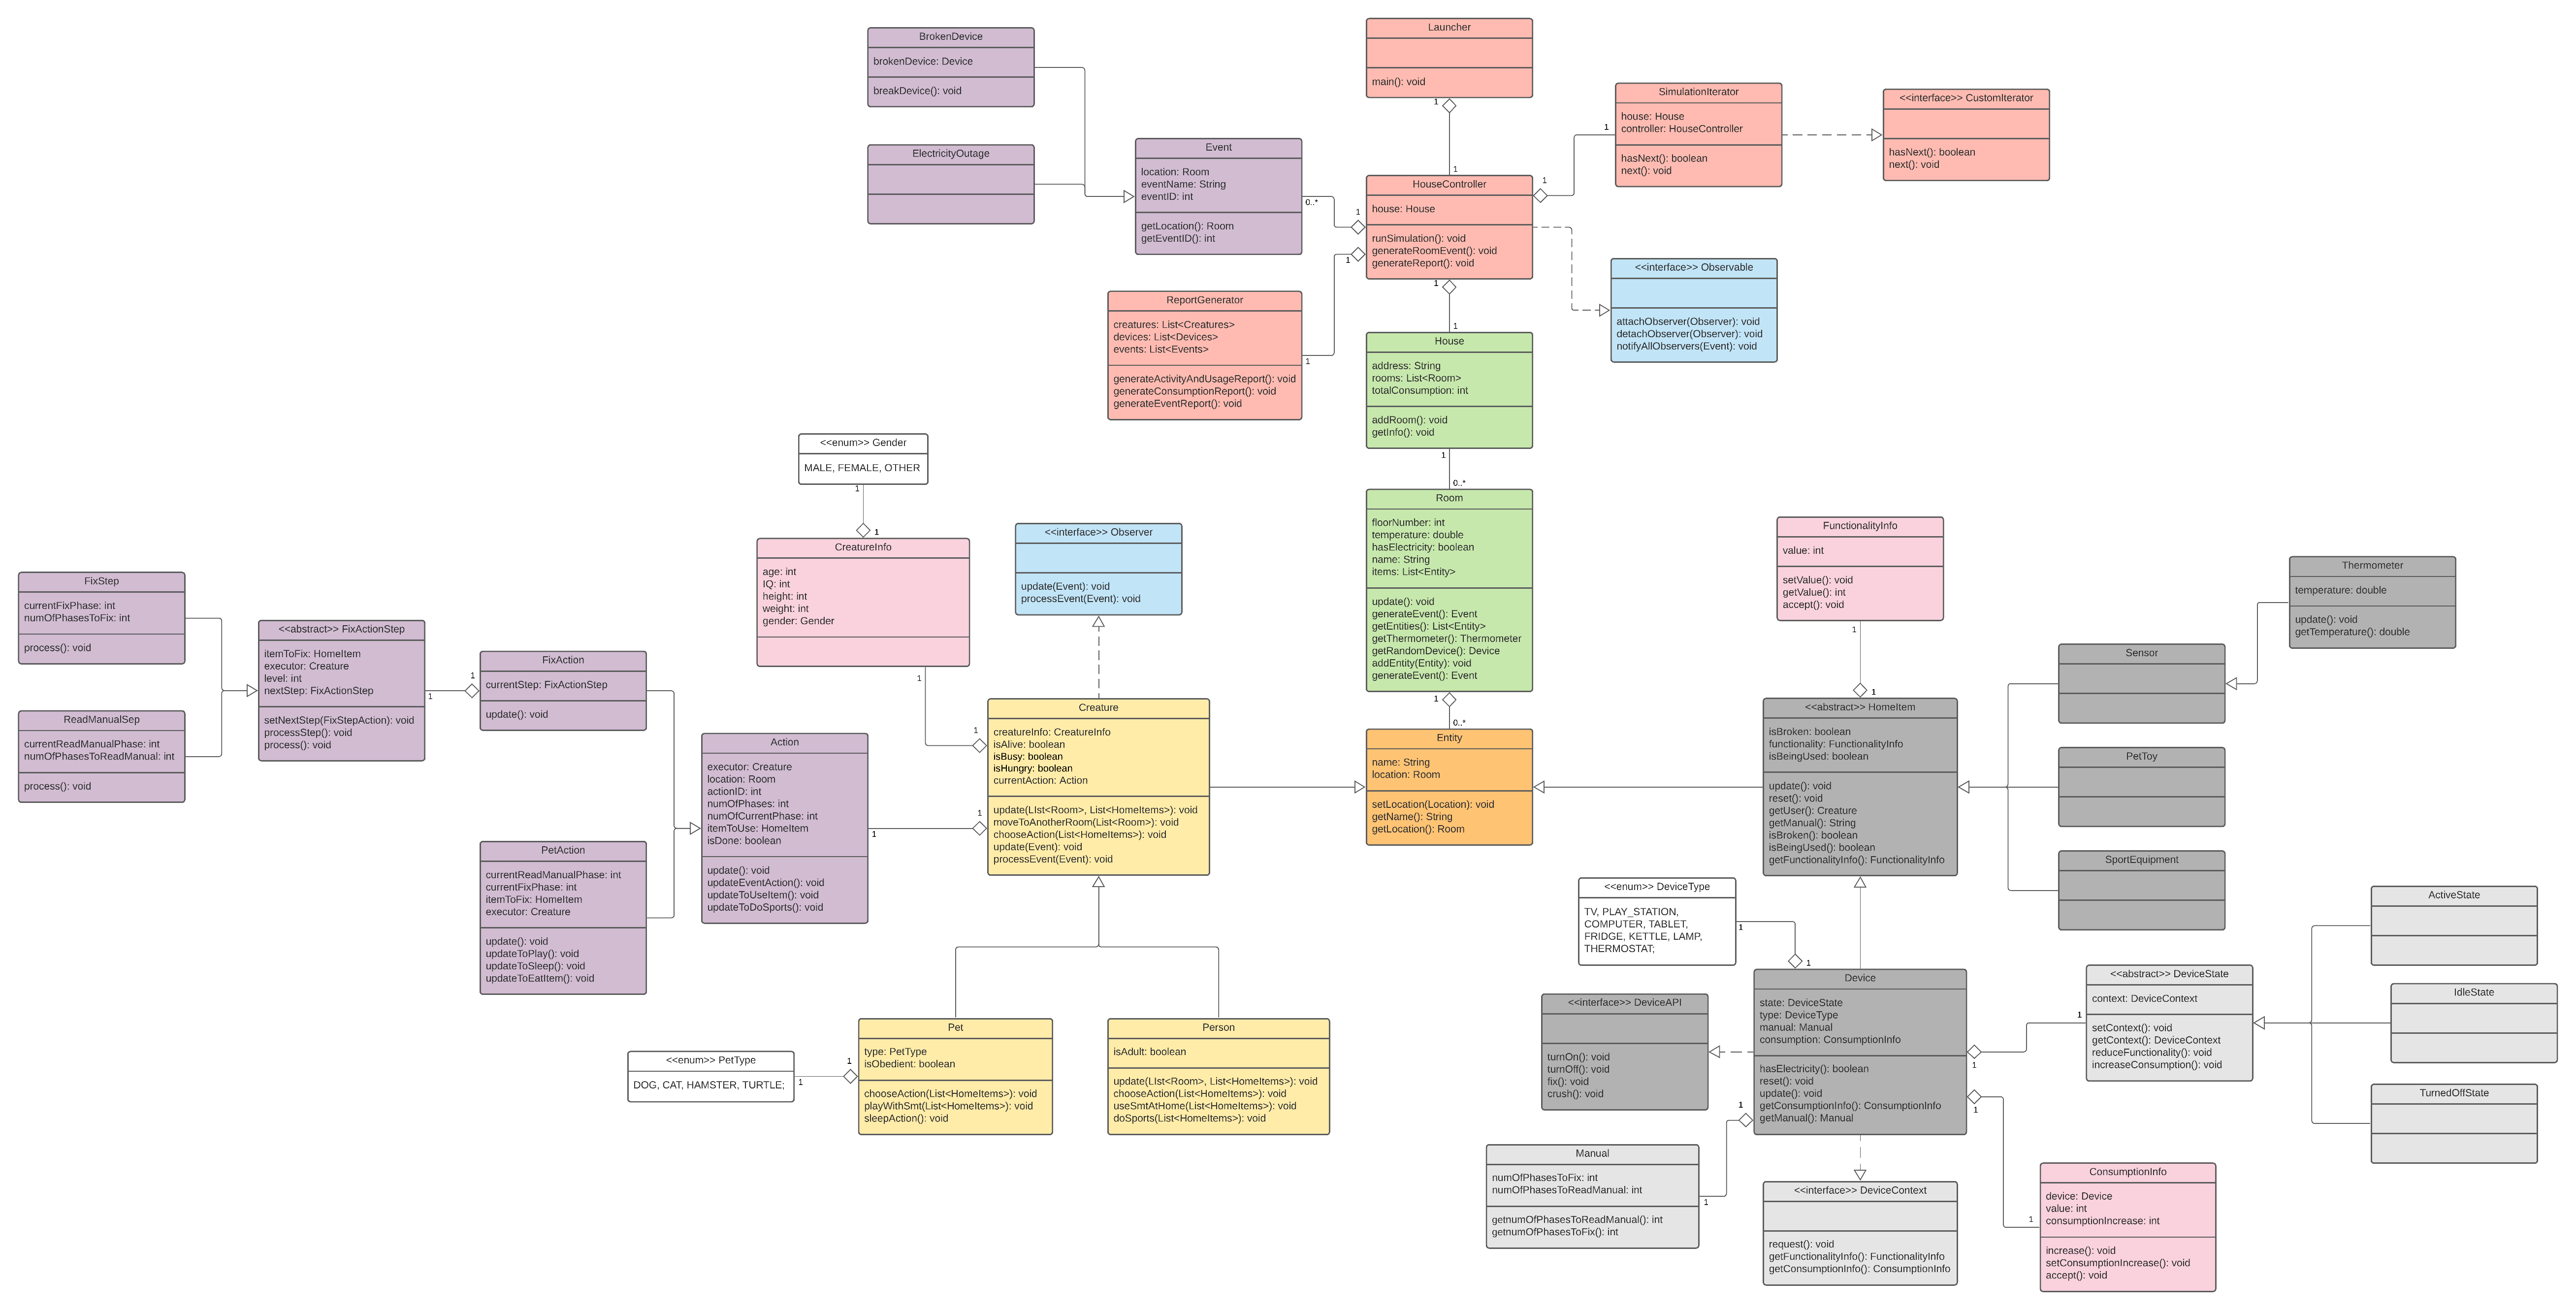 BrokenDevice
brokenDevice: Device
breakDevice(): void
ElectricityOutage
Event
location: Room
eventName: String
eventID: int
getLocation(): Room
getEventID(): int
0..*
1
Launcher
main(): void
1
1
HouseController
house: House
runSimulation(): void
generateRoomEvent(): void
generateReport(): void
1
1
SimulationIterator
house: House
controller: HouseController
hasNext(): boolean
next(): void
<<interface>> CustomIterator
hasNext(): boolean
next(): void
<<interface>> Observable
attachObserver(Observer): void
detachObserver(Observer): void
notifyAllObservers(Event): void
ReportGenerator
creatures: List<Creatures>
devices: List<Devices>
events: List<Events>
generateActivityAndUsageReport(): void
generateConsumptionReport(): void
generateEventReport(): void
1
1
1
1
House
address: String
rooms: List<Room>
totalConsumption: int
addRoom(): void
getInfo(): void
1
0..*
Room
floorNumber: int
temperature: double
hasElectricity: boolean
name: String
items: List<Entity>
update(): void
generateEvent(): Event
getEntities(): List<Entity>
getThermometer(): Thermometer
getRandomDevice(): Device
addEntity(Entity): void
generateEvent(): Event
1
0..*
Entity
name: String
location: Room
setLocation(Location): void
getName(): String
getLocation(): Room
<<enum>> Gender
MALE, FEMALE, OTHER
1
1
CreatureInfo
age: int
IQ: int
height: int
weight: int
gender: Gender
1
1
<<interface>> Observer
update(Event): void
processEvent(Event): void
Creature
creatureInfo: CreatureInfo
isAlive: boolean
isBusy: boolean
isHungry: boolean
currentAction: Action
update(LIst<Room>, List<HomeItems>): void
moveToAnotherRoom(List<Room>): void
chooseAction(List<HomeItems>): void
update(Event): void
processEvent(Event): void
FixStep
currentFixPhase: int
numOfPhasesToFix: int
process(): void
ReadManualSep
currentReadManualPhase: int
numOfPhasesToReadManual: int
process(): void
<<abstract>> FixActionStep
itemToFix: HomeItem
executor: Creature
level: int
nextStep: FixActionStep
setNextStep(FixStepAction): void
processStep(): void
process(): void
1
1
FixAction
currentStep: FixActionStep
update(): void
PetAction
currentReadManualPhase: int
currentFixPhase: int
itemToFix: HomeItem
executor: Creature
update(): void
updateToPlay(): void
updateToSleep(): void
updateToEatItem(): void
Action
executor: Creature
location: Room
actionID: int
numOfPhases: int
numOfCurrentPhase: int
itemToUse: HomeItem
isDone: boolean
update(): void
updateEventAction(): void
updateToUseItem(): void
updateToDoSports(): void
1
1
<<enum>> PetType
DOG, CAT, HAMSTER, TURTLE;
1
1
Pet
type: PetType
isObedient: boolean
chooseAction(List<HomeItems>): void
playWithSmt(List<HomeItems>): void
sleepAction(): void
Person
isAdult: boolean
update(LIst<Room>, List<HomeItems>): void
chooseAction(List<HomeItems>): void
useSmtAtHome(List<HomeItems>): void
doSports(List<HomeItems>): void
FunctionalityInfo
value: int
setValue(): void
getValue(): int
accept(): void
1
1
<<abstract>> HomeItem
isBroken: boolean
functionality: FunctionalityInfo
isBeingUsed: boolean
update(): void
reset(): void
getUser(): Creature
getManual(): String
isBroken(): boolean
isBeingUsed(): boolean
getFunctionalityInfo(): FunctionalityInfo
Thermometer
temperature: double
update(): void
getTemperature(): double
Sensor
PetToy
SportEquipment
<<enum>> DeviceType
TV, PLAY_STATION,
COMPUTER, TABLET,
FRIDGE, KETTLE, LAMP,
THERMOSTAT;
1
1
Device
state: DeviceState
type: DeviceType
manual: Manual
consumption: ConsumptionInfo
hasElectricity(): boolean
reset(): void
update(): void
getConsumptionInfo(): ConsumptionInfo
getManual(): Manual
<<interface>> DeviceAPI
turnOn(): void
turnOff(): void
fix(): void
crush(): void
Manual
numOfPhasesToFix: int
numOfPhasesToReadManual: int
getnumOfPhasesToReadManual(): int
getnumOfPhasesToFix(): int
1
1
<<interface>> DeviceContext
request(): void
getFunctionalityInfo(): FunctionalityInfo
getConsumptionInfo(): ConsumptionInfo
<<abstract>> DeviceState
context: DeviceContext
setContext(): void
getContext(): DeviceContext
reduceFunctionality(): void
increaseConsumption(): void
1
1
ActiveState
IdleState
TurnedOffState
ConsumptionInfo
device: Device
value: int
consumptionIncrease: int
increase(): void
setConsumptionIncrease(): void
accept(): void
1
1